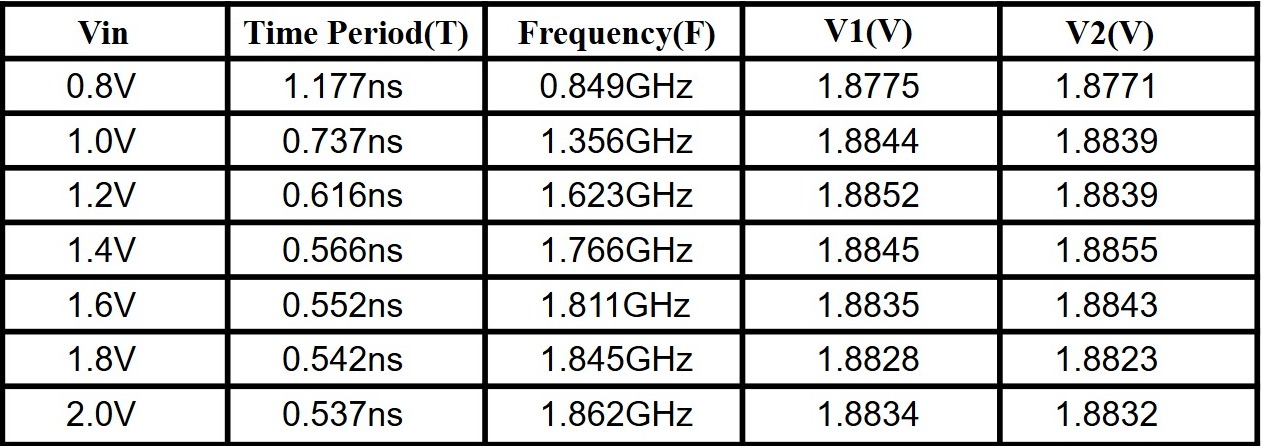 Vin Time Period(T) Frequency(F) V1(V) V2(V)
0.8V 1.177ns 0.849GHz 1.8775 1.8771
1.0V 0.737ns 1.356GHz 1.8844 1.8839
1.2V 0.616ns 1.623GHz 1.8852 1.8839
1.4V 0.566ns 1.766GHz 1.8845 1.8855
1.6V 0.552ns 1.811GHz 1.8835 1.8843
1.8V 0.542ns 1.845GHz 1.8828 1.8823
2.0V 0.537ns 1.862GHz 1.8834 1.8832